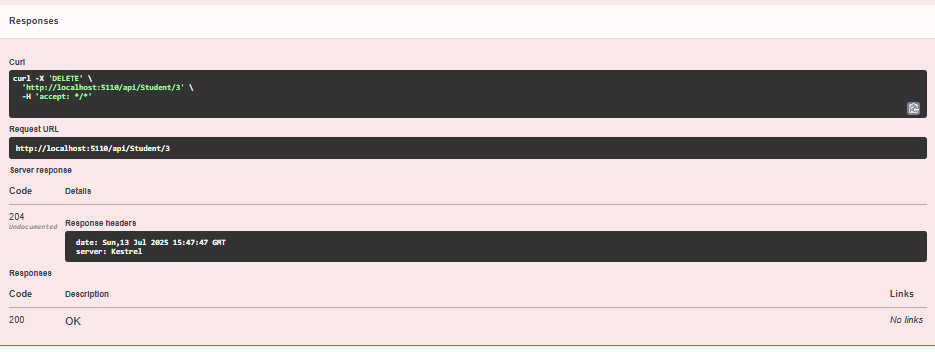 Responses
Curl
curl -X 'DELETE' \
'http://localhost:5110/api/Student/3' \
-H 'accept: */*'
Request URL
http://localhost:5110/api/Student/3
Server response
Code Details
204
Undocumented
Response headers
date: Sun,13 Jul 2025 15:47:47 GMT
server: Kestrel
Responses
Code Description Links
200 OK No links